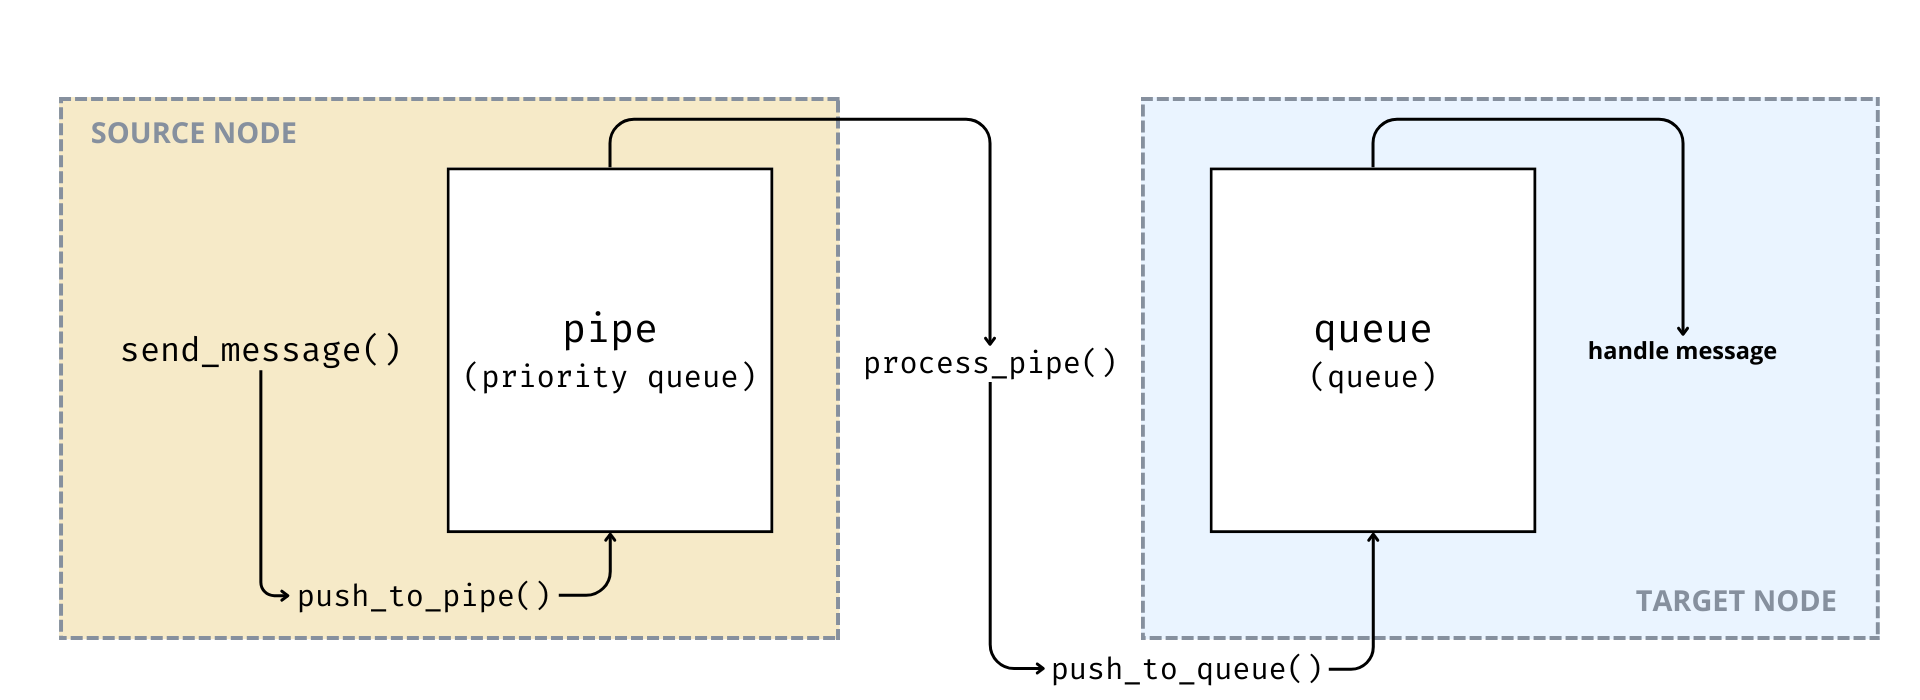 SOURCE NODE
send_message()
push_to_pipe()
pipe
(priority queue)
process_pipe()
push_to_queue()
queue
(queue)
handle message
TARGET NODE